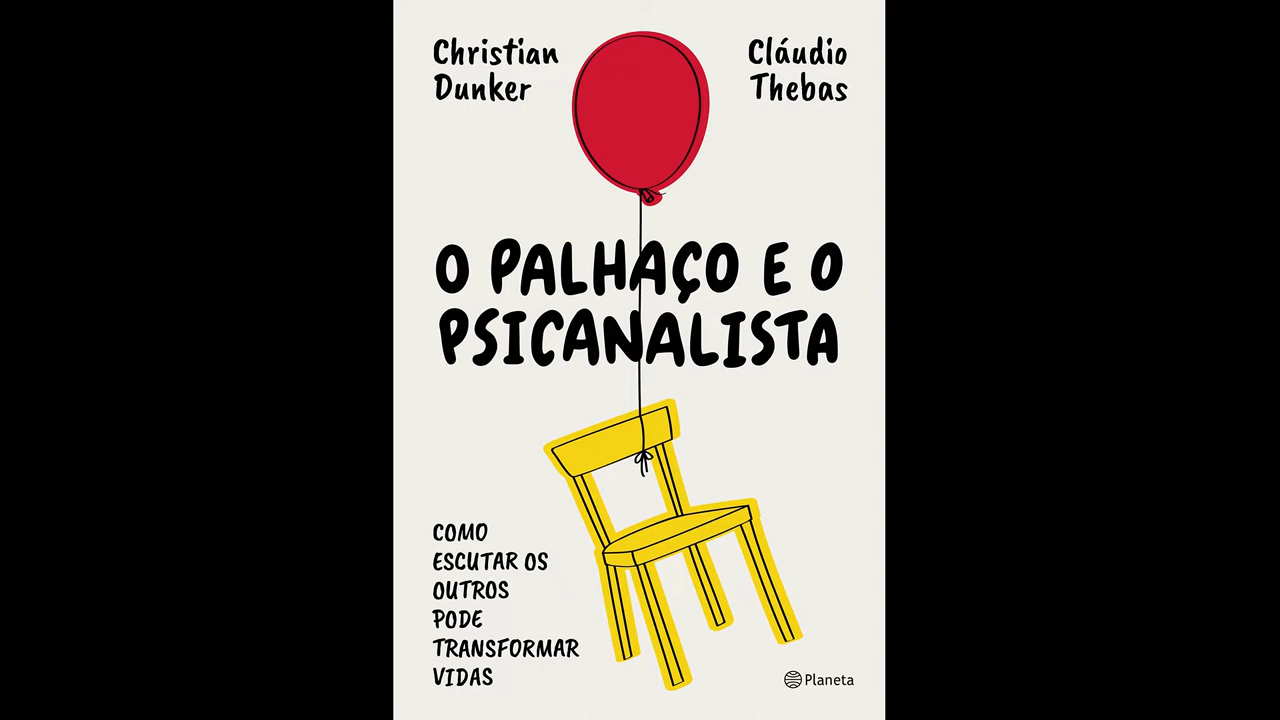 Christian
Dunker
Cláudio
Thebas
O PALHAÇO E O
PSICANALISTA
COMO
ESCUTAR OS
OUTROS
PODE
TRANSFORMAR
VIDAS
Planeta